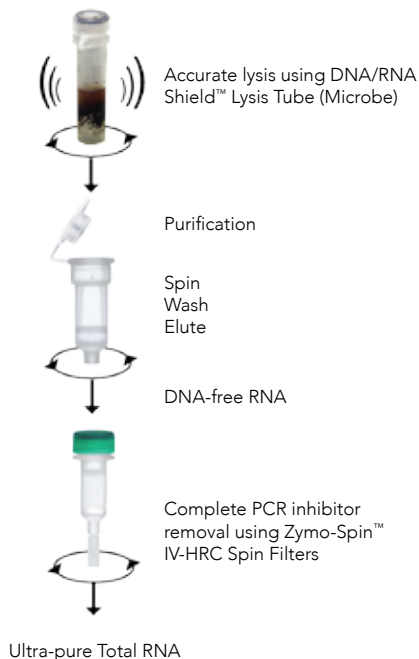 Accurate lysis using DNA/RNA
Shield™ Lysis Tube (Microbe)
Purification
Spin
Wash
Elute
DNA-free RNA
Complete PCR inhibitor
removal using Zymo-Spin™
IV-HRC Spin Filters
Ultra-pure Total RNA